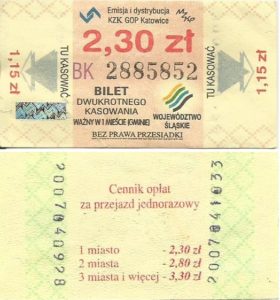 Emisja i dystrybucja
KZK GOP Katowice
2,30 zł
BK 2885852
TU KASOWAĆ
1,15 zł
TU KASOWAĆ
1,15 zł
BILET
DWUKROTNEGO
KASOWANIA
WAŻNY W 1 MIEŚCIE (GMINIE)
WOJEWÓDZTWO
ŚLĄSKIE
BEZ PRAWA PRZESIADKI
2007040928
2007041033
Cennik opłat
za przejazd jednorazowy
1 miasto - 2,30 zł
2 miasta - 2,80 zł
3 miasta i więcej - 3,30 zł